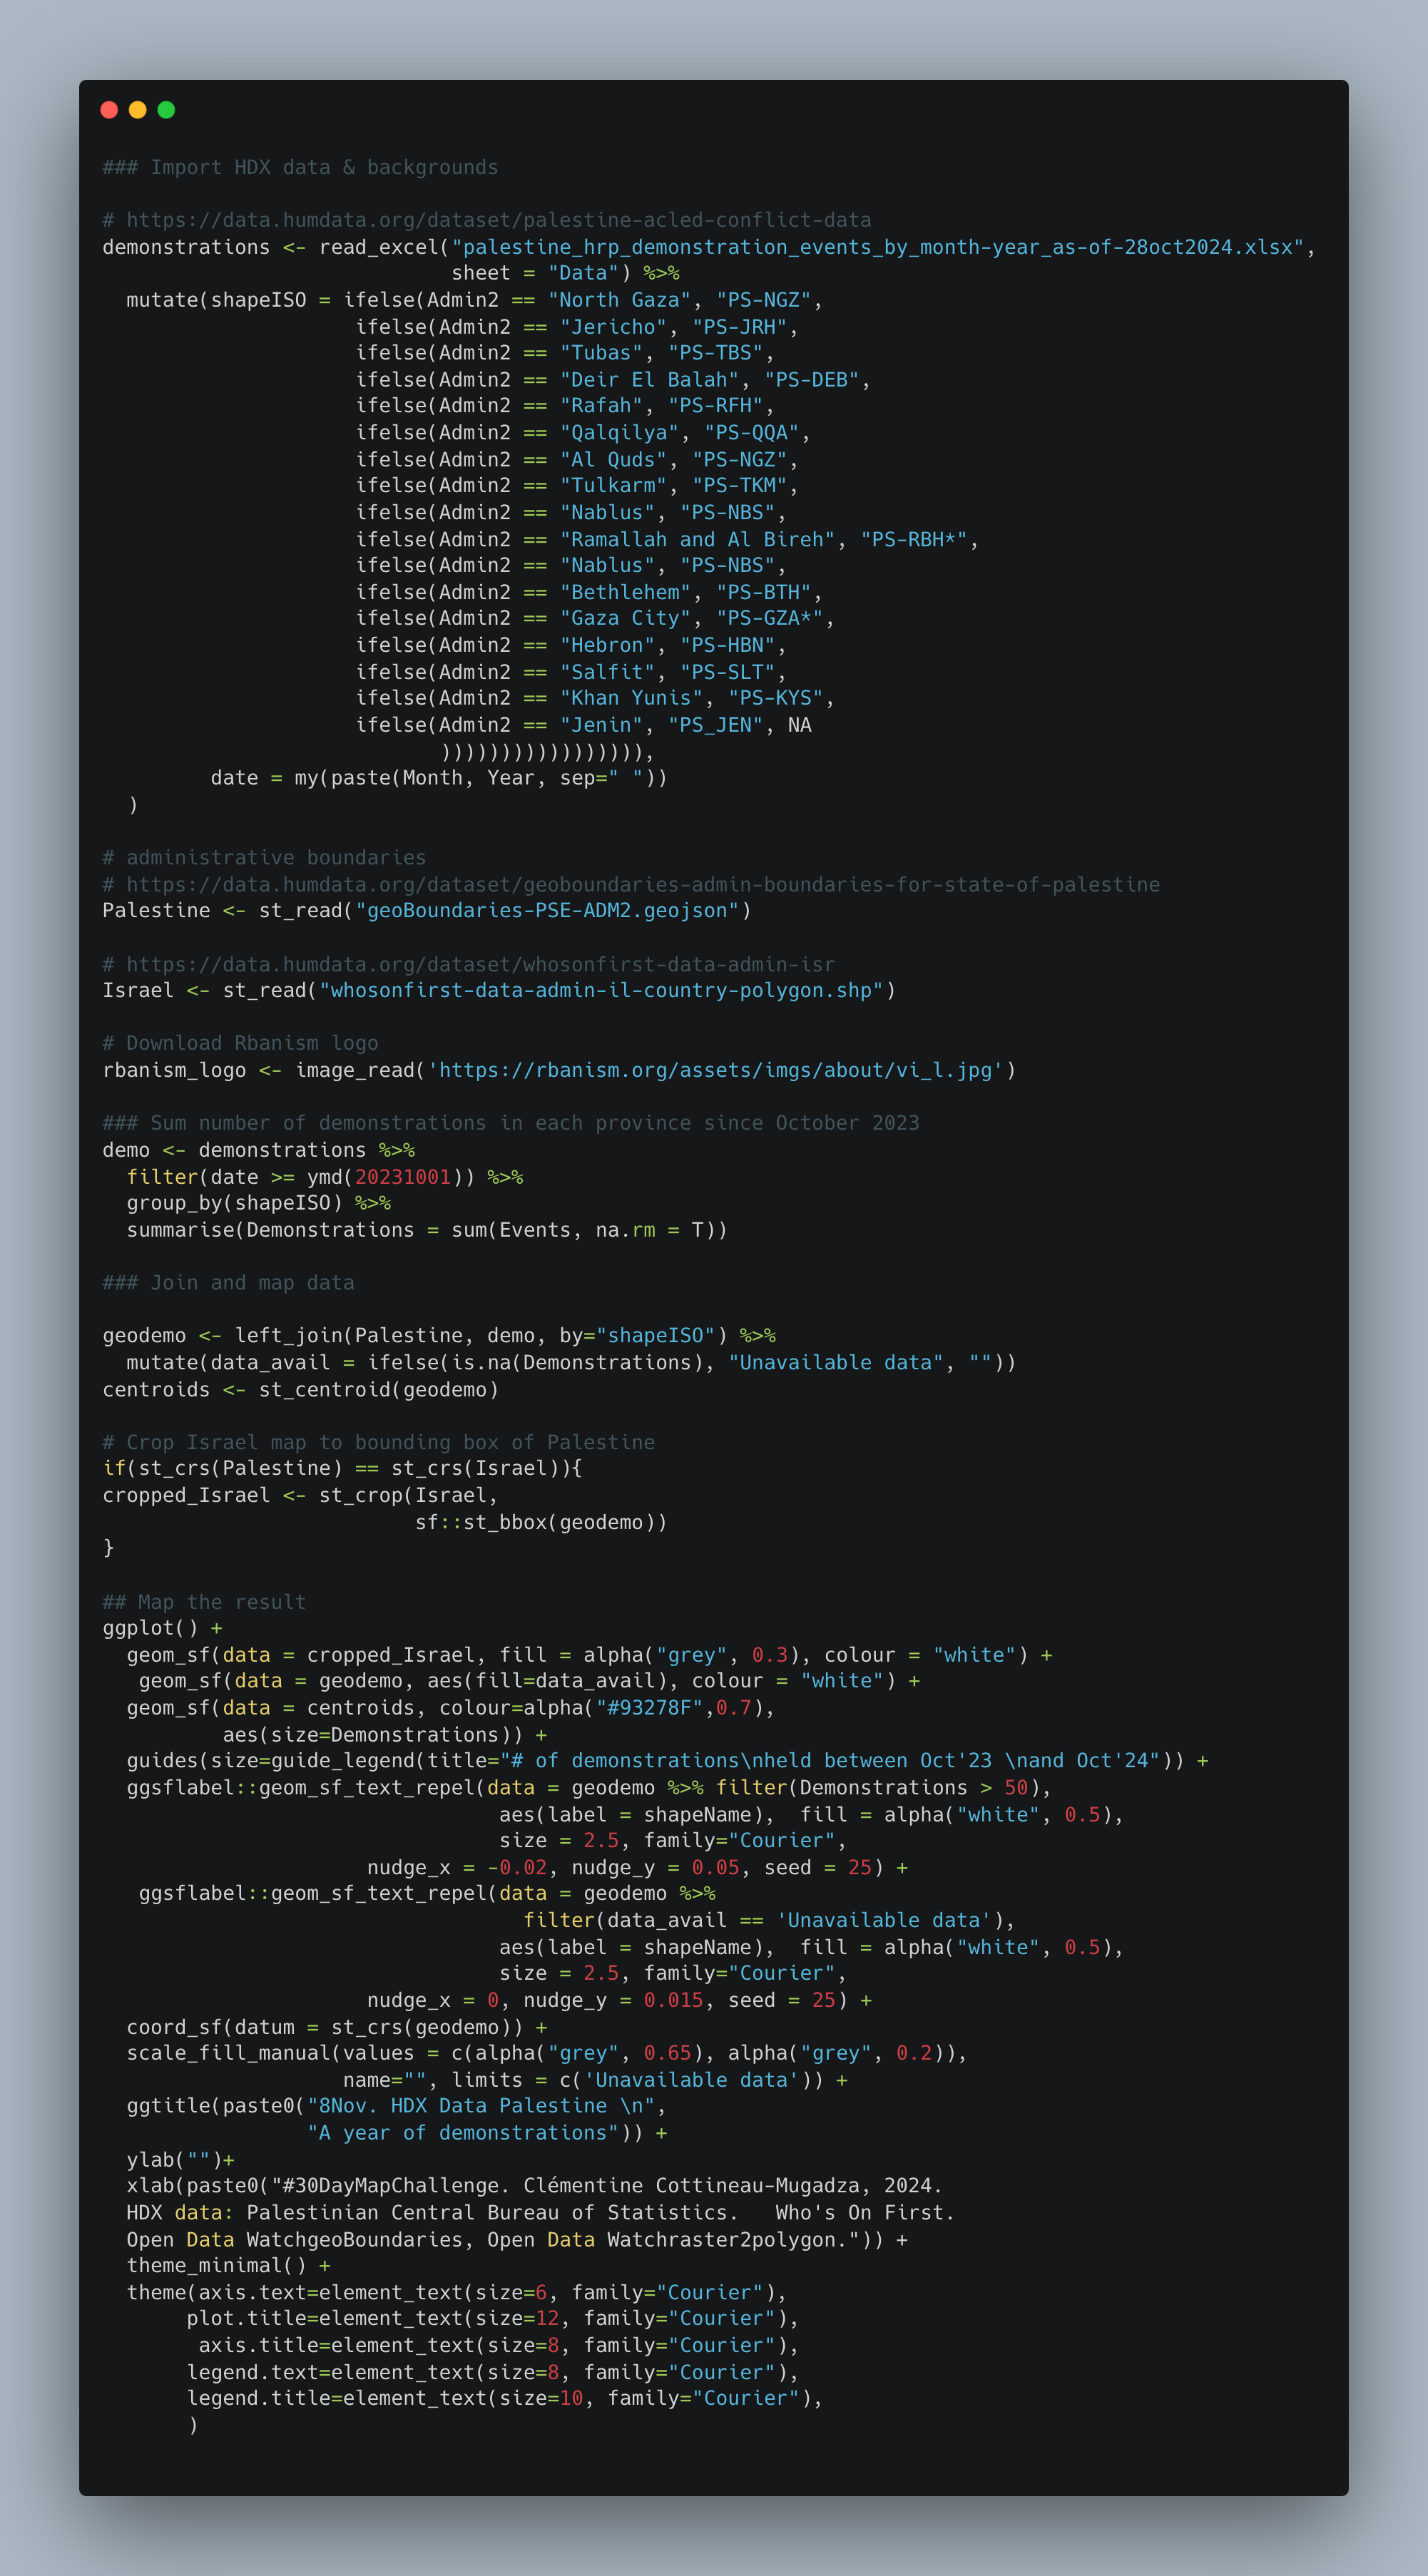 ### Import HDX data & backgrounds

# https://data.humdata.org/dataset/palestine-acled-conflict-data
demonstrations <- read_excel("palestine_hrp_demonstration_events_by_month-year_as-of-28oct2024.xlsx",
                             sheet = "Data") %>%
  mutate(shapeISO = ifelse(Admin2 == "North Gaza", "PS-NGZ",
                     ifelse(Admin2 == "Jericho", "PS-JRH",
                     ifelse(Admin2 == "Tubas", "PS-TBS",
                     ifelse(Admin2 == "Deir El Balah", "PS-DEB",
                     ifelse(Admin2 == "Rafah", "PS-RFH",
                     ifelse(Admin2 == "Qalqilya", "PS-QQA",
                     ifelse(Admin2 == "Al Quds", "PS-NGZ",
                     ifelse(Admin2 == "Tulkarm", "PS-TKM",
                     ifelse(Admin2 == "Nablus", "PS-NBS",
                     ifelse(Admin2 == "Ramallah and Al Bireh", "PS-RBH*",
                     ifelse(Admin2 == "Nablus", "PS-NBS",
                     ifelse(Admin2 == "Bethlehem", "PS-BTH",
                     ifelse(Admin2 == "Gaza City", "PS-GZA*",
                     ifelse(Admin2 == "Hebron", "PS-HBN",
                     ifelse(Admin2 == "Salfit", "PS-SLT",
                     ifelse(Admin2 == "Khan Yunis", "PS-KYS",
                     ifelse(Admin2 == "Jenin", "PS_JEN", NA
                            ))))))))))))))))),
         date = my(paste(Month, Year, sep=" "))
  )

# administrative boundaries
# https://data.humdata.org/dataset/geoboundaries-admin-boundaries-for-state-of-palestine
Palestine <- st_read("geoBoundaries-PSE-ADM2.geojson")

# https://data.humdata.org/dataset/whosonfirst-data-admin-isr
Israel <- st_read("whosonfirst-data-admin-il-country-polygon.shp")

# Download Rbanism logo
rbanism_logo <- image_read('https://rbanism.org/assets/imgs/about/vi_l.jpg')

### Sum number of demonstrations in each province since October 2023
demo <- demonstrations %>%
  filter(date >= ymd(20231001)) %>%
  group_by(shapeISO) %>%
  summarise(Demonstrations = sum(Events, na.rm = T))

### Join and map data

geodemo <- left_join(Palestine, demo, by="shapeISO") %>%
  mutate(data_avail = ifelse(is.na(Demonstrations), "Unavailable data", ""))
centroids <- st_centroid(geodemo)

# Crop Israel map to bounding box of Palestine
if(st_crs(Palestine) == st_crs(Israel)){
cropped_Israel <- st_crop(Israel,
                          sf::st_bbox(geodemo))
}

## Map the result
ggplot() +
  geom_sf(data = cropped_Israel, fill = alpha("grey", 0.3), colour = "white") +
   geom_sf(data = geodemo, aes(fill=data_avail), colour = "white") +
  geom_sf(data = centroids, colour=alpha("#93278F",0.7),
          aes(size=Demonstrations)) +
  guides(size=guide_legend(title="# of demonstrations\nheld between Oct'23 \nand Oct'24")) +
  ggsflabel::geom_sf_text_repel(data = geodemo %>% filter(Demonstrations > 50),
                                 aes(label = shapeName),  fill = alpha("white", 0.5),
                                 size = 2.5, family="Courier",
                      nudge_x = -0.02, nudge_y = 0.05, seed = 25) +
   ggsflabel::geom_sf_text_repel(data = geodemo %>%
                                   filter(data_avail == 'Unavailable data'),
                                 aes(label = shapeName),  fill = alpha("white", 0.5),
                                 size = 2.5, family="Courier",
                      nudge_x = 0, nudge_y = 0.015, seed = 25) +
  coord_sf(datum = st_crs(geodemo)) +
  scale_fill_manual(values = c(alpha("grey", 0.65), alpha("grey", 0.2)),
                    name="", limits = c('Unavailable data')) +
  ggtitle(paste0("8Nov. HDX Data Palestine \n",
                 "A year of demonstrations")) +
  ylab("")+
  xlab(paste0("#30DayMapChallenge. Clémentine Cottineau-Mugadza, 2024.
  HDX data: Palestinian Central Bureau of Statistics.   Who's On First.
  Open Data WatchgeoBoundaries, Open Data Watchraster2polygon.")) +
  theme_minimal() +
  theme(axis.text=element_text(size=6, family="Courier"),
       plot.title=element_text(size=12, family="Courier"),
        axis.title=element_text(size=8, family="Courier"),
       legend.text=element_text(size=8, family="Courier"),
       legend.title=element_text(size=10, family="Courier"),
       )